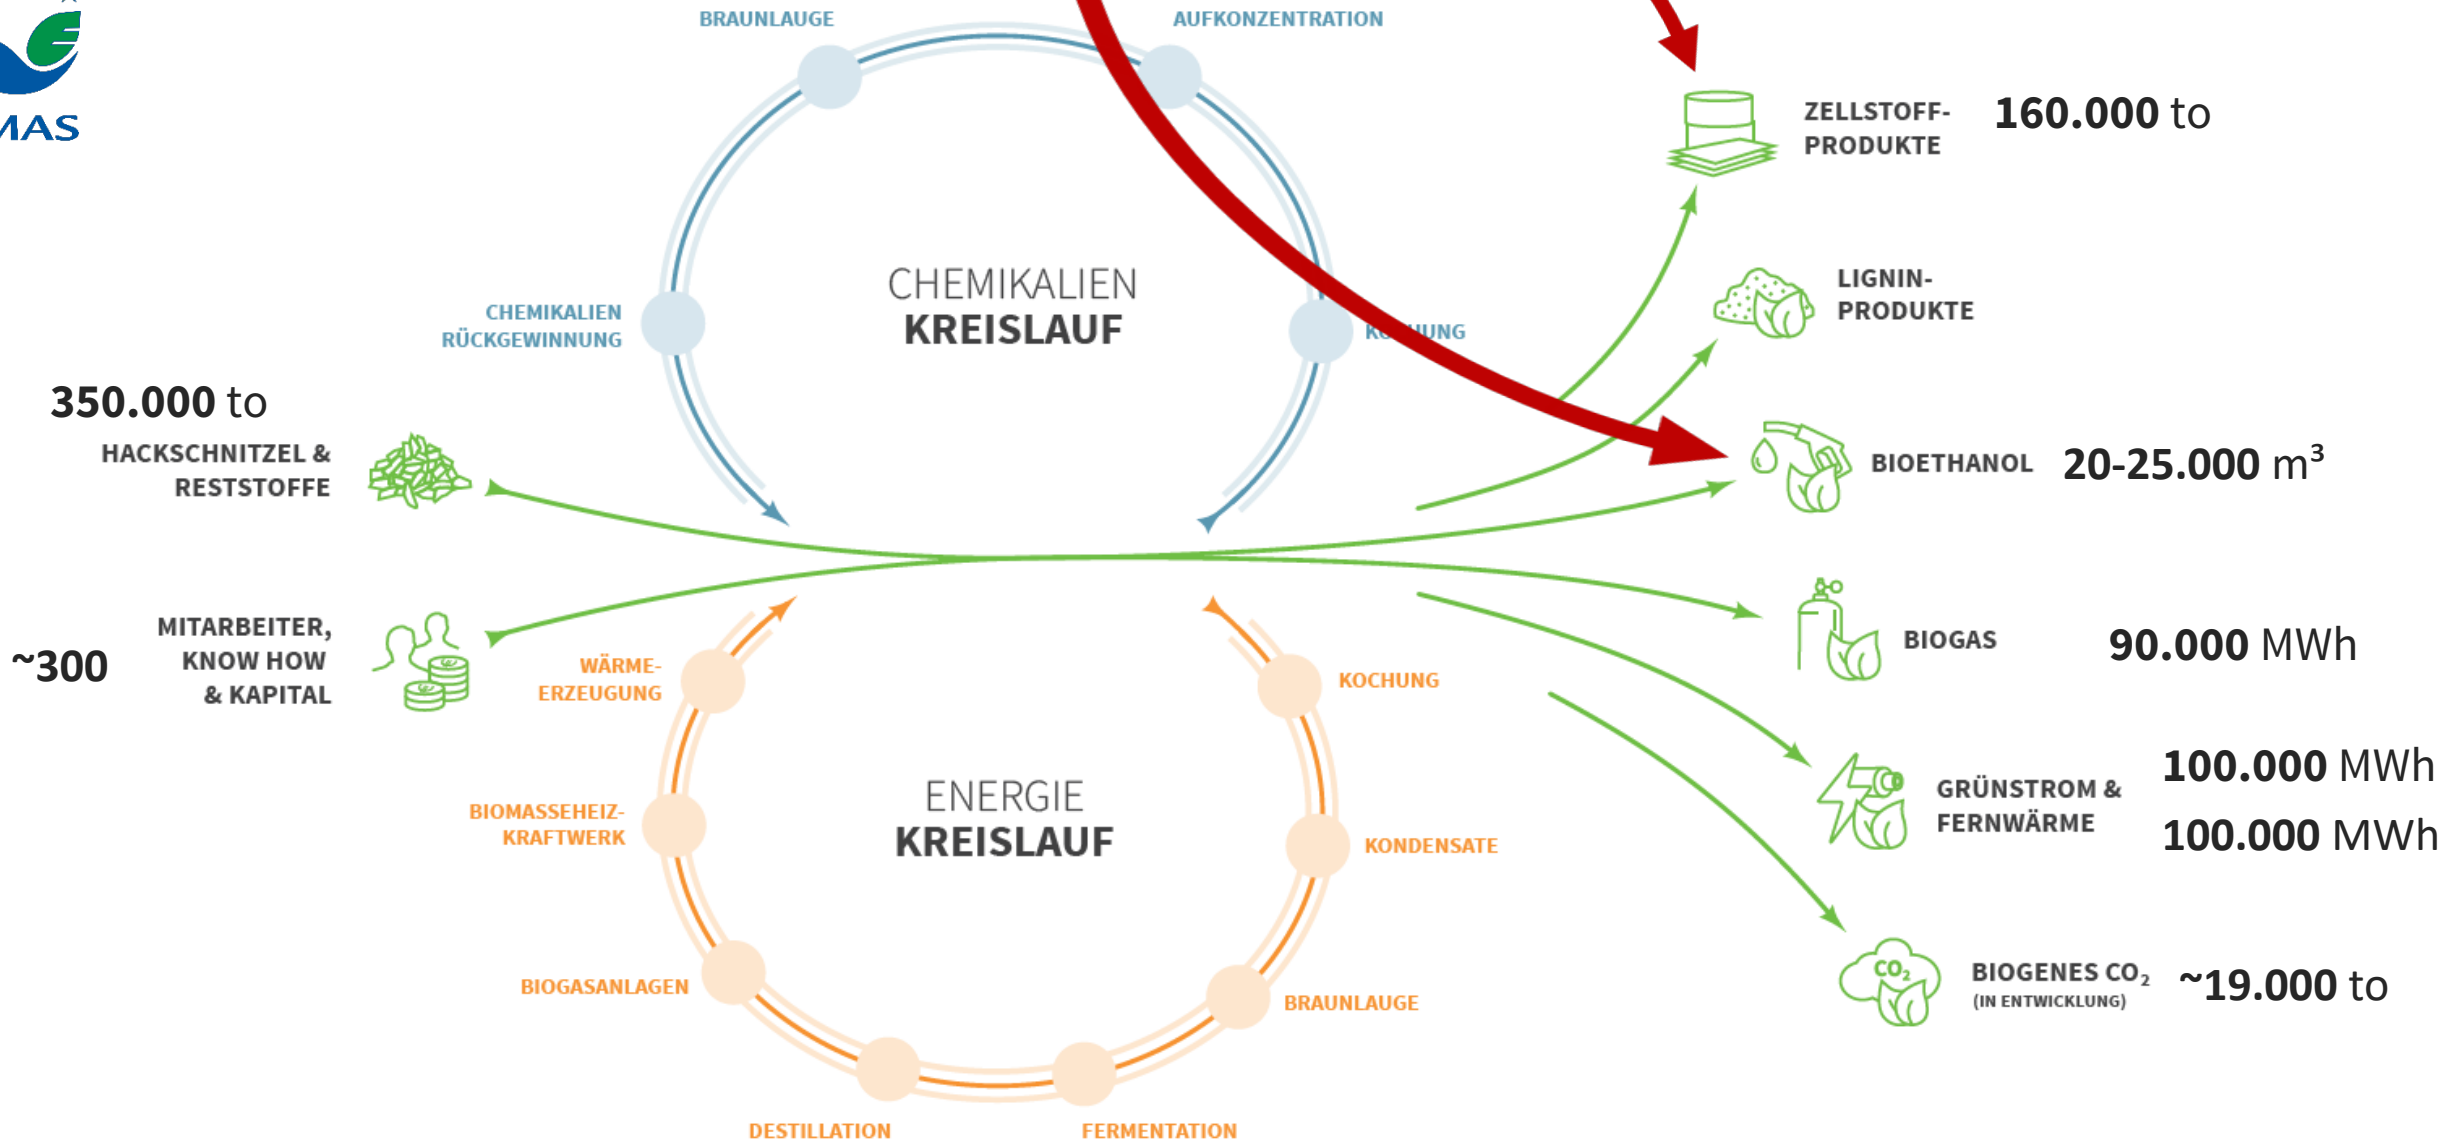 BRAUNLAUGE
AUFKONZENTRATION
MAS
ZELLSTOFF-
PRODUKTE
160.000 to
CHEMIKALIEN
KREISLAUF
LIGNIN-
PRODUKTE
CHEMIKALIEN
RÜCKGEWINNUNG
KOCHUNG
350.000 to
HACKSCHNITZEL &
RESTSTOFFE
BIOETHANOL
20-25.000 m³
~300
MITARBEITER,
KNOW HOW
& KAPITAL
BIOGAS
90.000 MWh
WÄRME-
ERZEUGUNG
KOCHUNG
GRÜNSTROM &
FERNWÄRME
100.000 MWh
100.000 MWh
BIOMASSEHEIZ-
KRAFTWERK
ENERGIE
KREISLAUF
KONDENSATE
BIOGASANLAGEN
BRAUNLAUGE
CO₂
BIOGENES CO₂
(IN ENTWICKLUNG)
~19.000 to
DESTILLATION
FERMENTATION